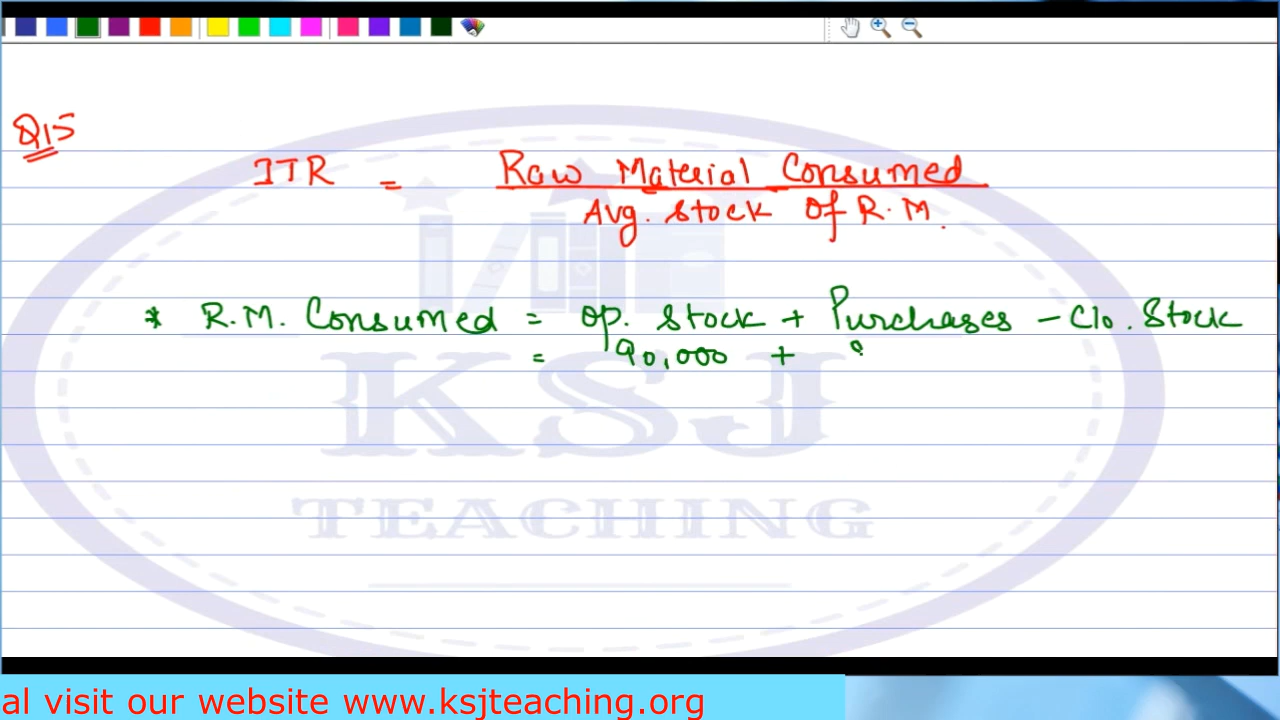 Q15
ITR = Raw Material Consumed
Avg. Stock Of R.M.
* R.M. Consumed = Op. Stock + Purchases - Clo. Stock
= 90,000 +
KSJ
TEACHING
al visit our website www.ksjteaching.org